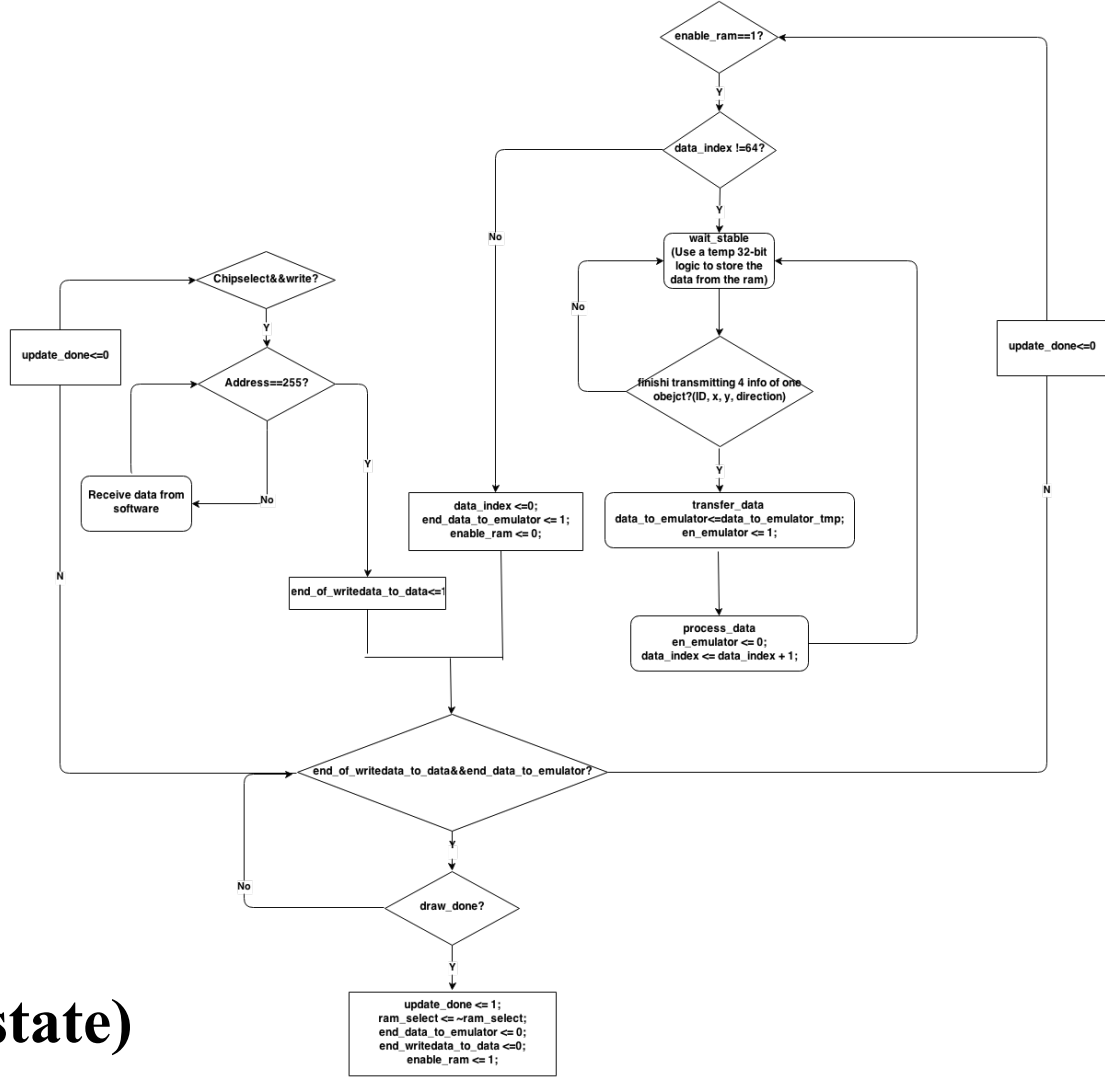 enable_ram==1?
Y
data_index !=64?
No
Y
wait_stable
(Use a temp 32-bit
logic to store the
data from the ram)
No
finishi transmitting 4 info of one
obejct?(ID, x, y, direction)
Y
transfer_data
data_to_emulator<=data_to_emulator_tmp;
en_emulator <= 1;
process_data
en_emulator <= 0;
data_index <= data_index + 1;
update_done<=0
N
Chipselect&&write?
Y
update_done<=0
Address==255?
Y
No
Receive data from
software
N
data_index <=0;
end_data_to_emulator <= 1;
enable_ram <= 0;
end_of_writedata_to_data<=1
end_of_writedata_to_data&&end_data_to_emulator?
Y
No
draw_done?
Y
update_done <= 1;
ram_select <= ~ram_select;
end_data_to_emulator <= 0;
end_writedata_to_data <=0;
enable_ram <= 1;
state)